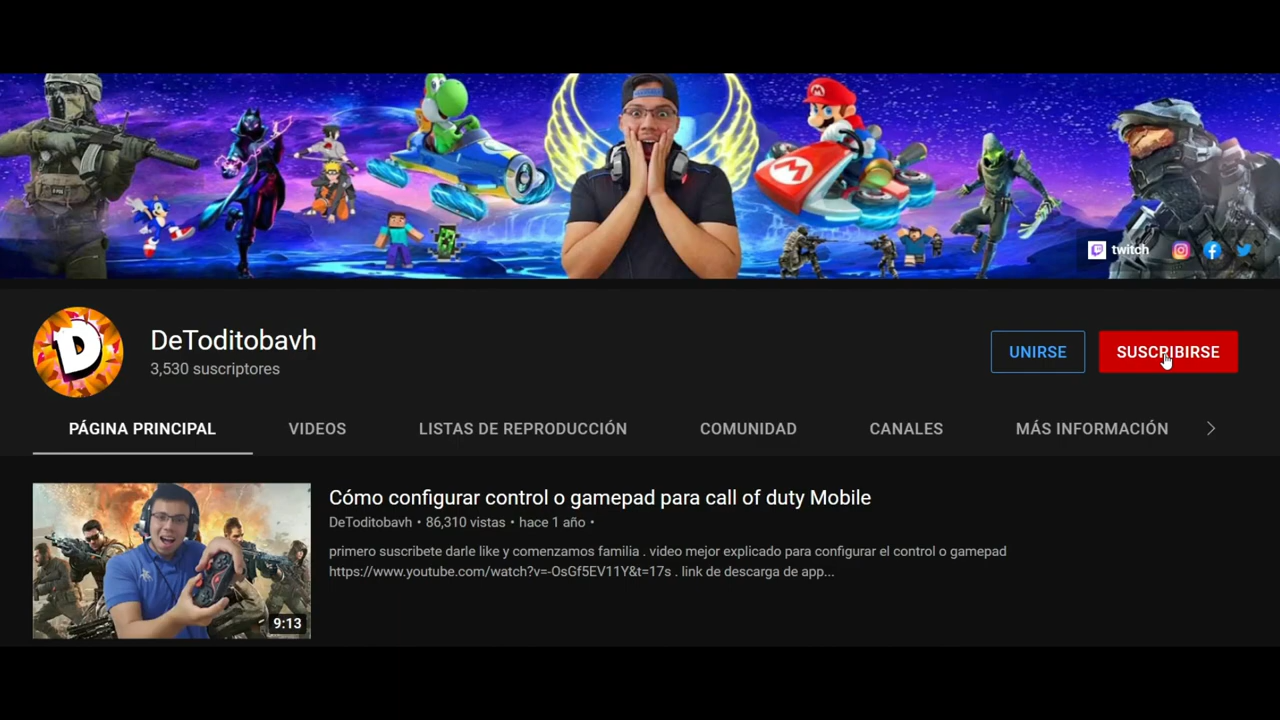 twitch
D
DeToditobavh
3,530 suscriptores
UNIRSE
SUSCRIBIRSE
PÁGINA PRINCIPAL
VIDEOS
LISTAS DE REPRODUCCIÓN
COMUNIDAD
CANALES
MÁS INFORMACIÓN
Cómo configurar control o gamepad para call of duty Mobile
DeToditobavh • 86,310 vistas • hace 1 año •
primero suscribete darle like y comenzamos familia . video mejor explicado para configurar el control o gamepad
https://www.youtube.com/watch?v=-OsGf5EV11Y&t=17s . link de descarga de app...
9:13